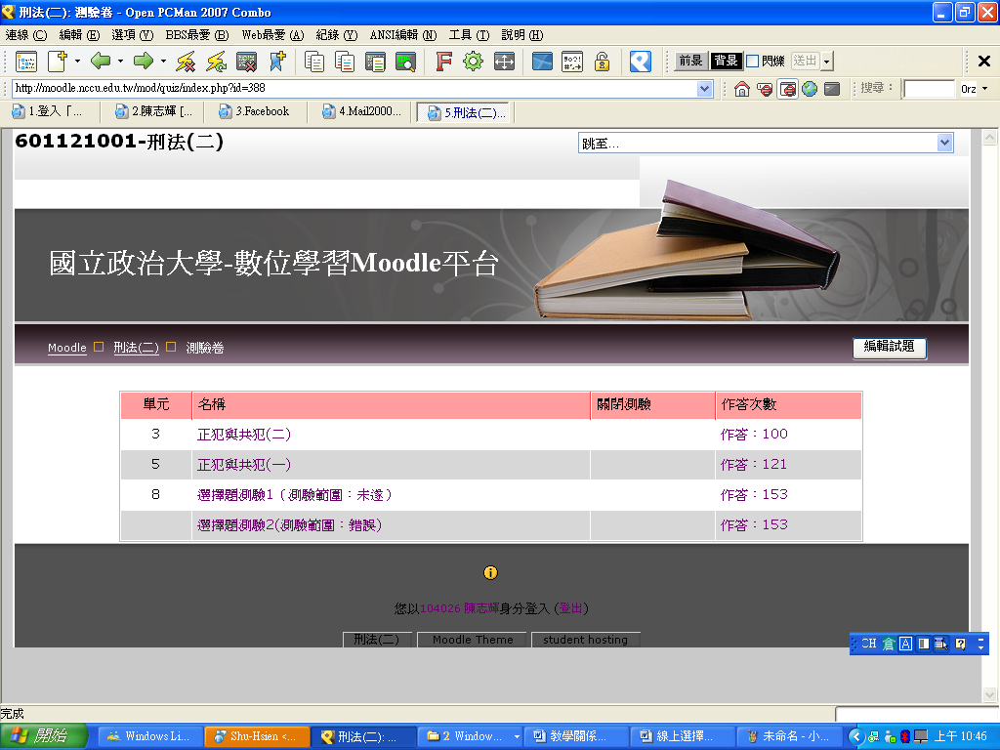 刑法(二): 測驗卷 - Open PCMan 2007 Combo
連線 (C) 編輯 (E) 選項 (V) BBS最愛 (B) Web最愛 (A) 紀錄 (Y) ANSI編輯 (N) 工具 (T) 說明 (H)
前景 背景 閃爍 送出
http://moodle.nccu.edu.tw/mod/quiz/index.php?id=388 搜尋： Orz
1.登入「... 2.陳志輝 [... 3.Facebook 4.Mail2000... 5.刑法(二)...
601121001-刑法(二) 跳至...
國立政治大學-數位學習Moodle平台
Moodle 刑法(二) 測驗卷 編輯試題
單元 名稱 關閉測驗 作答次數
3 正犯與共犯(二) 作答：100
5 正犯與共犯(一) 作答：121
8 選擇題測驗1（測驗範圍：未遂） 作答：153
選擇題測驗2(測驗範圍：錯誤) 作答：153
您以104026 陳志輝身分登入 (登出)
刑法(二) Moodle Theme student hosting
CH 倉 A
完成
開始 Windows Li... Shu-Hsien <... 刑法(二): ... 2 Window... 教學關係... 線上選擇... 未命名 - 小... 上午 10:46